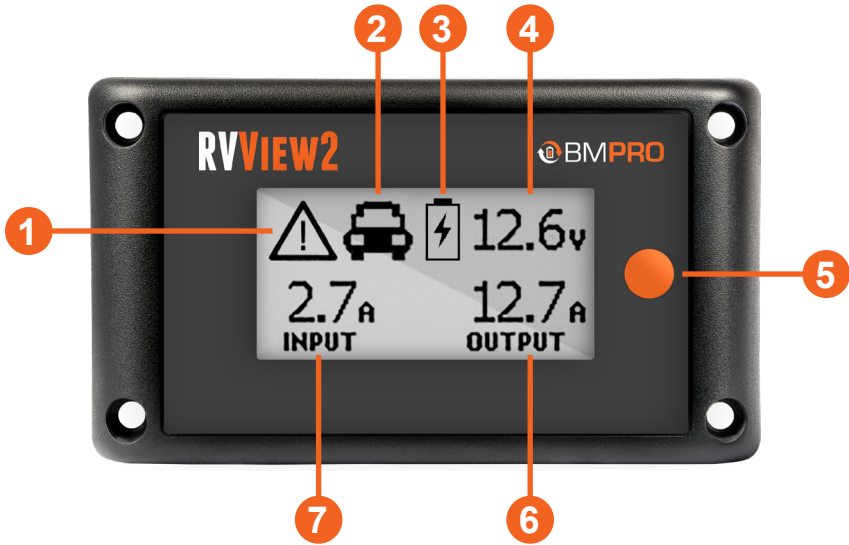 2 3 4
RVVIEW2
BMPRO
1
12.6V
5
2.7A 12.7A
INPUT OUTPUT
7 6